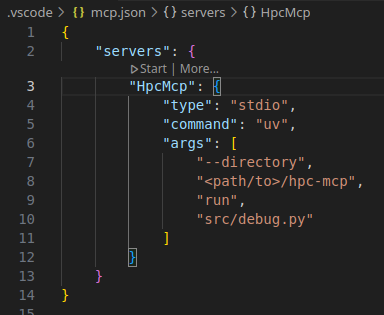 .vscode > {} mcp.json > {} servers > {} HpcMcp
1 {
2 "servers": {
Start | More...
3 "HpcMcp": {
4 "type": "stdio",
5 "command": "uv",
6 "args": [
7 "--directory",
8 "<path/to>/hpc-mcp",
9 "run",
10 "src/debug.py"
11 ]
12 }
13 }
14 }
15